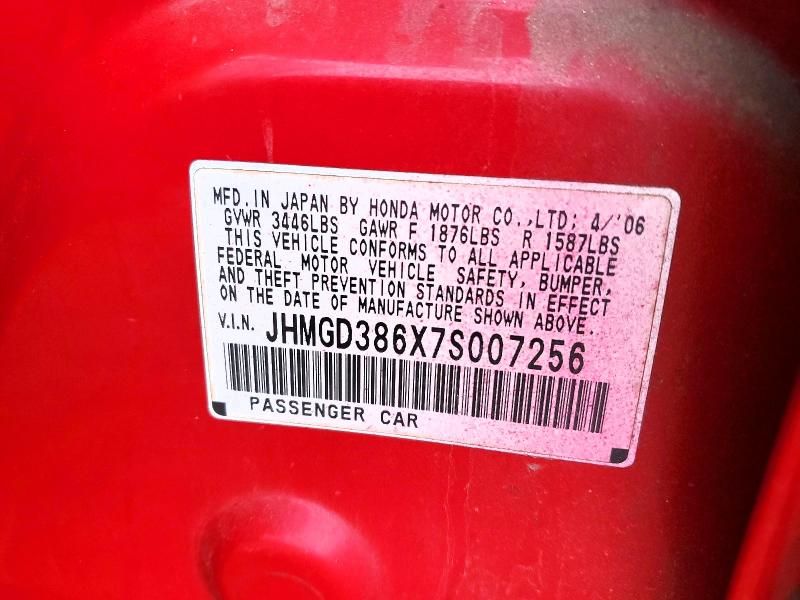 MFD. IN JAPAN BY HONDA MOTOR CO., LTD; 4/'06
GVWR 3446LBS GAWR F 1876LBS R 1587LBS
THIS VEHICLE CONFORMS TO ALL APPLICABLE
FEDERAL MOTOR VEHICLE SAFETY, BUMPER,
AND THEFT PREVENTION STANDARDS IN EFFECT
ON THE DATE OF MANUFACTURE SHOWN ABOVE.
V.I.N. JHMGD386X7S007256
PASSENGER CAR